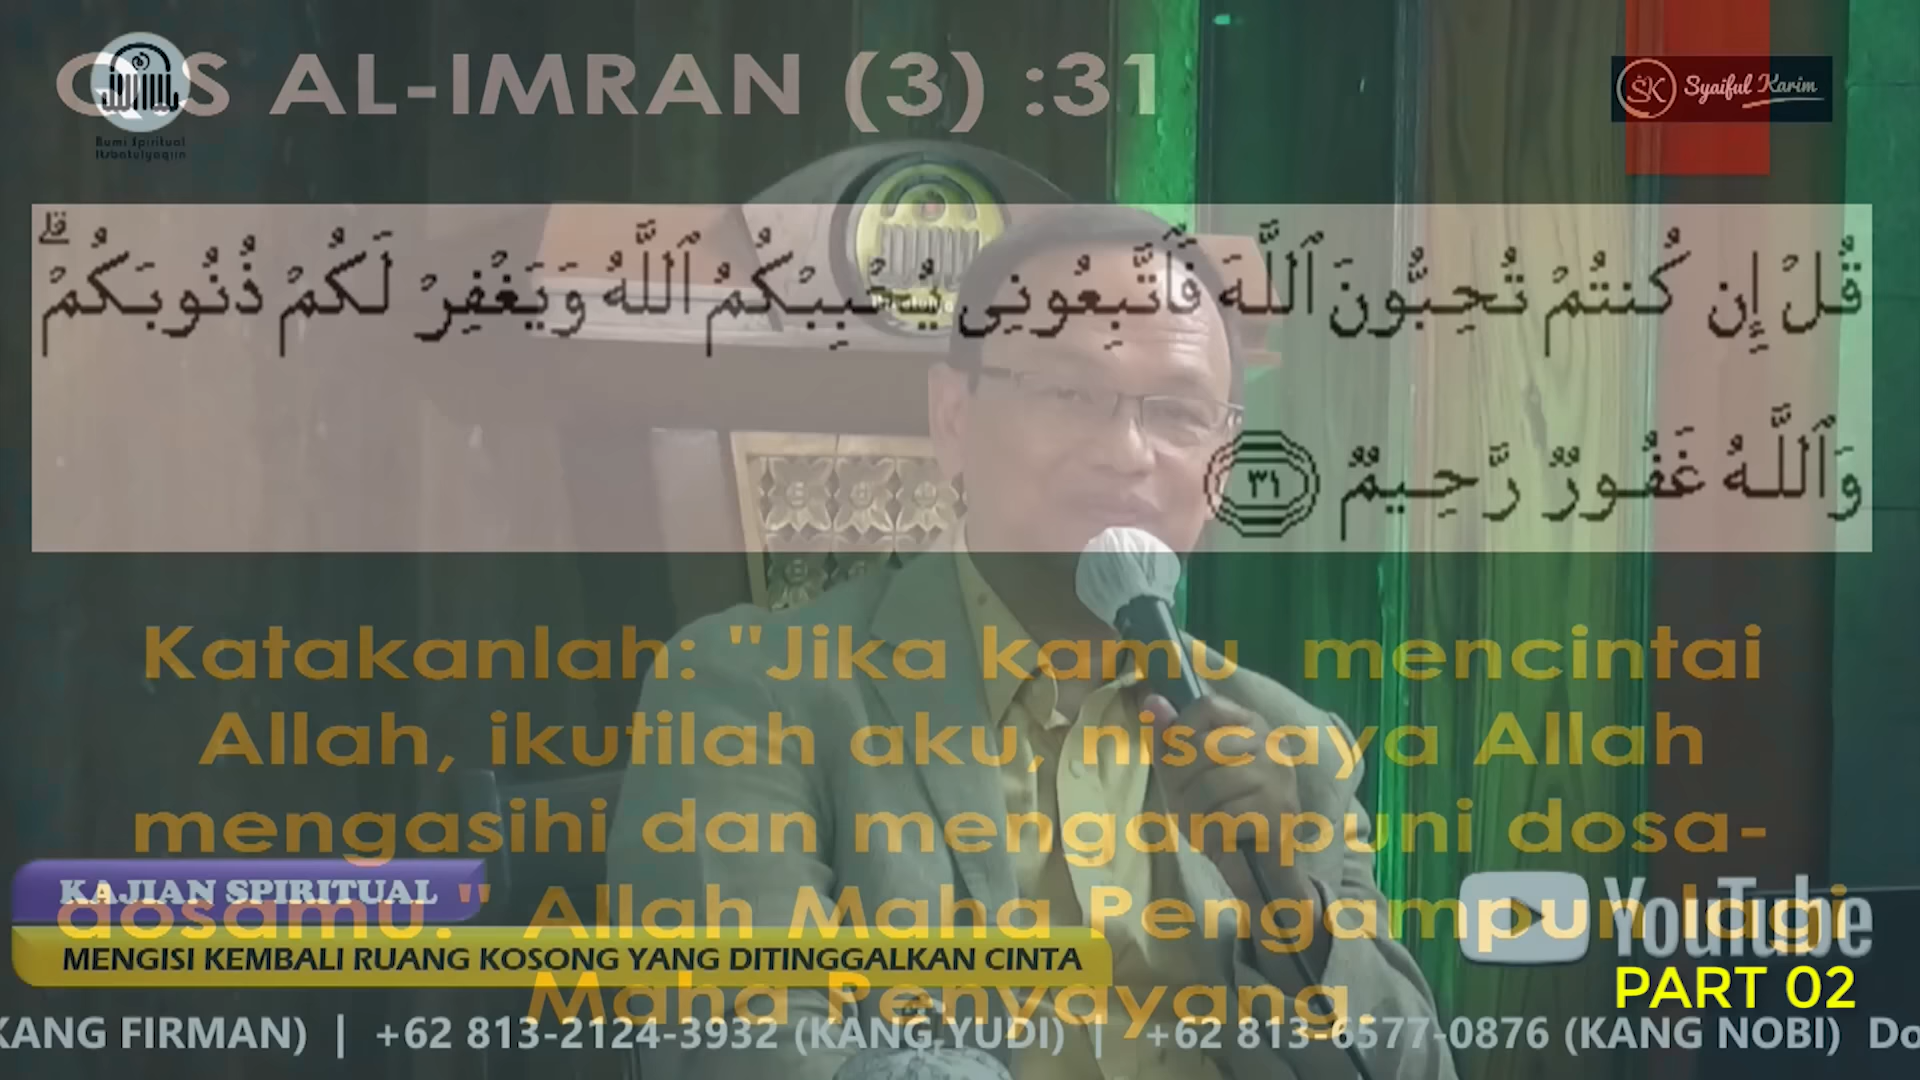 Q.S AL-IMRAN (3) :31
Bumi Spiritual
Syaiful Karim
قُلْ إِن كُنتُمْ تُحِبُّونَ ٱللَّهَ فَٱتَّبِعُونِى يُحْبِبْكُمُ ٱللَّهُ وَيَغْفِرْ لَكُمْ ذُنُوبَكُمْ ۗ
وَٱللَّهُ غَفُورٌ رَّحِيمٌ ٣١
Katakanlah: "Jika kamu mencintai
Allah, ikutilah aku, niscaya Allah
mengasihi dan mengampuni dosa-
dosamu." Allah Maha Pengampun lagi
Maha Penyayang.
KAJIAN SPIRITUAL
MENGISI KEMBALI RUANG KOSONG YANG DITINGGALKAN CINTA
YouTube
PART 02
KANG FIRMAN) | +62 813-2124-3932 (KANG YUDI) | +62 813-6577-0876 (KANG NOBI) Do